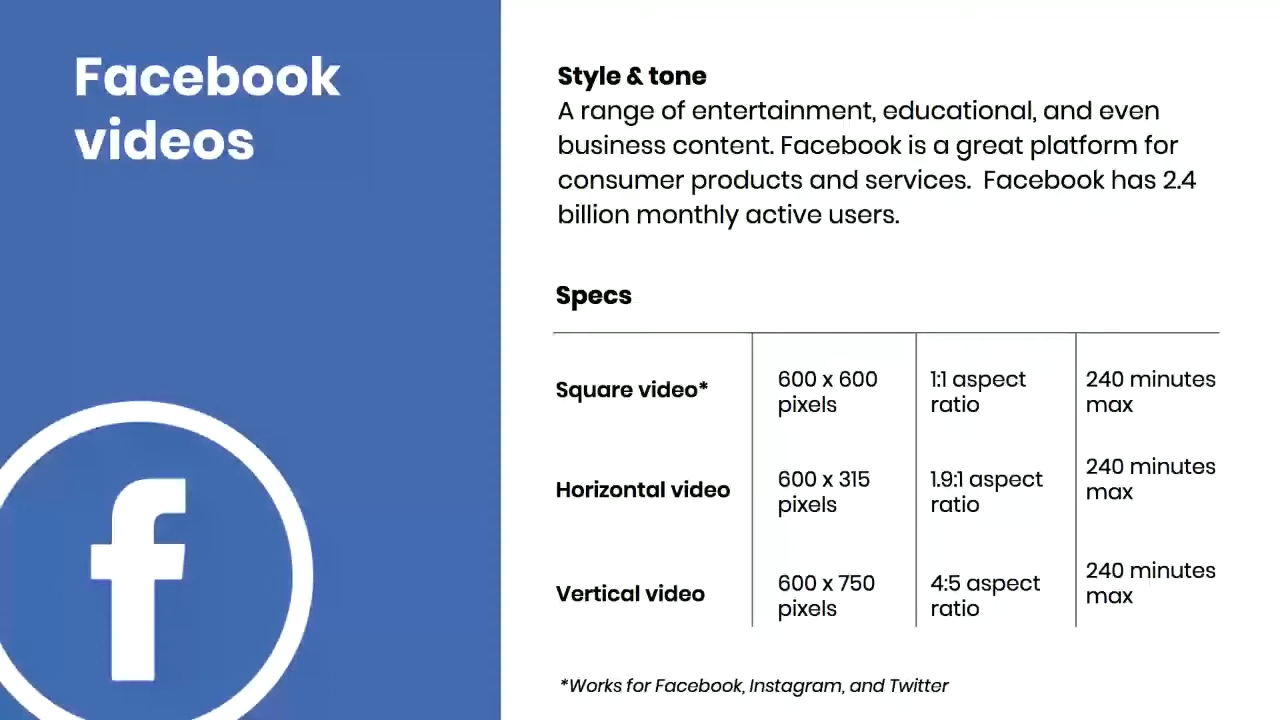 Facebook
videos
Style & tone
A range of entertainment, educational, and even
business content. Facebook is a great platform for
consumer products and services.  Facebook has 2.4
billion monthly active users.
Specs
Square video*
600 x 600
pixels
1:1 aspect
ratio
240 minutes
max
Horizontal video
600 x 315
pixels
1.9:1 aspect
ratio
240 minutes
max
Vertical video
600 x 750
pixels
4:5 aspect
ratio
240 minutes
max
*Works for Facebook, Instagram, and Twitter
f